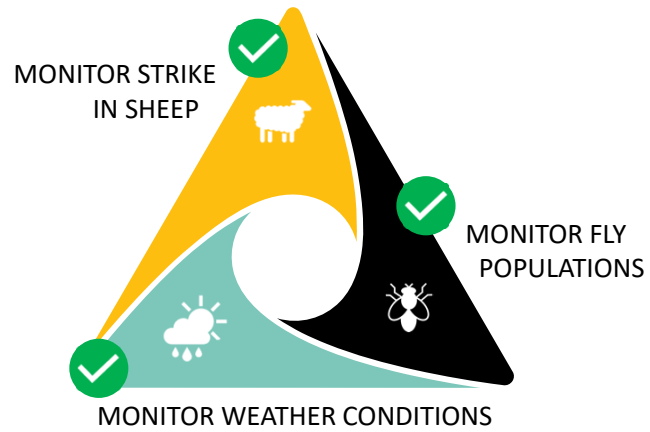 MONITOR STRIKE
IN SHEEP
MONITOR FLY
POPULATIONS
MONITOR WEATHER CONDITIONS